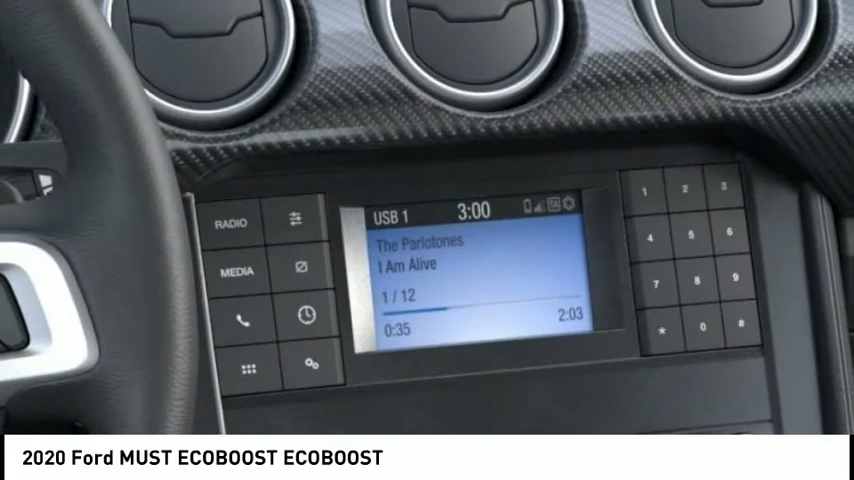 RADIO
MEDIA
USB 1 3:00
The Parlotones
I Am Alive
1 / 12
0:35 2:03
1 2 3
4 5 6
7 8 9
* 0 #
2020 Ford MUST ECOBOOST ECOBOOST